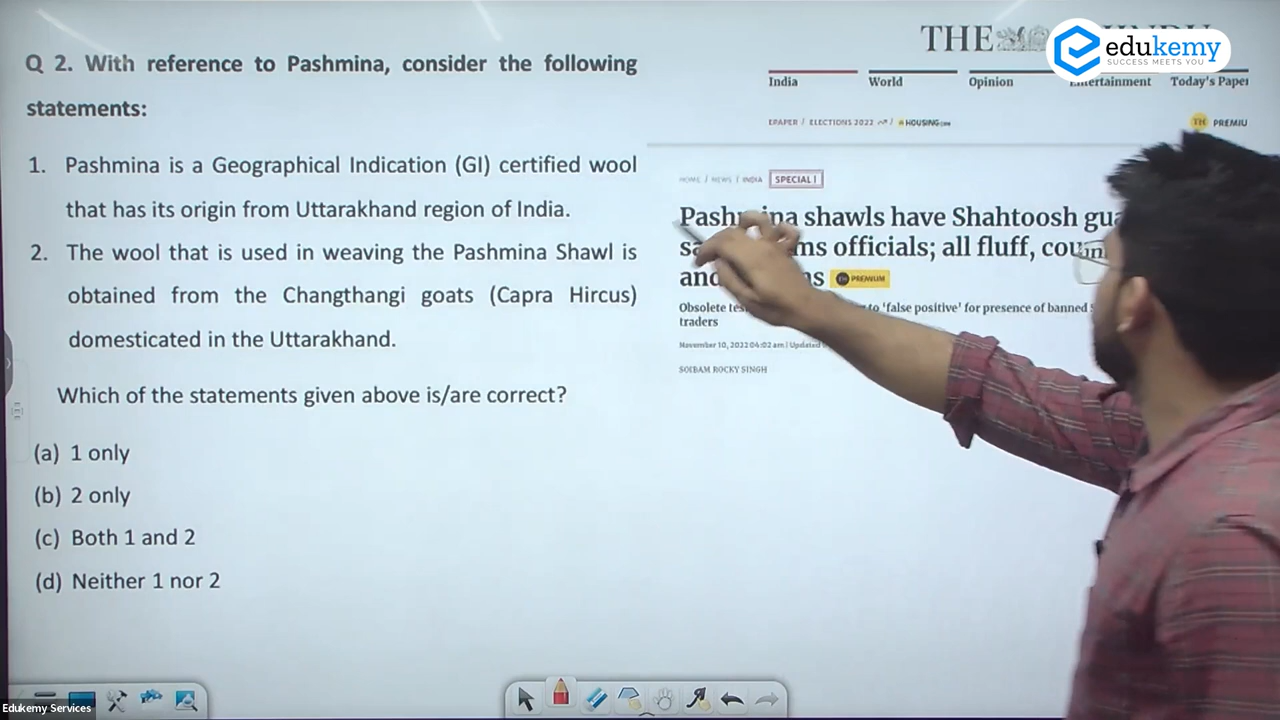 Q 2. With reference to Pashmina, consider the following
statements:
1. Pashmina is a Geographical Indication (GI) certified wool
that has its origin from Uttarakhand region of India.
2. The wool that is used in weaving the Pashmina Shawl is
obtained from the Changthangi goats (Capra Hircus)
domesticated in the Uttarakhand.
Which of the statements given above is/are correct?
(a) 1 only
(b) 2 only
(c) Both 1 and 2
(d) Neither 1 nor 2
THE
edukemy
SUCCESS MEETS YOU
India World Opinion Entertainment Today's Paper
EPAPER / ELECTIONS 2022 / HOUSING
TH PREMIU
HOME / NEWS / INDIA SPECIAL
Pashmina shawls have Shahtoosh
officials; all fluff,
and PREMIUM
Obsolete to 'false positive' for presence of banned
traders
November 10, 2022 04:02 am | Updated
SOIBAM ROCKY SINGH
Edukemy Services